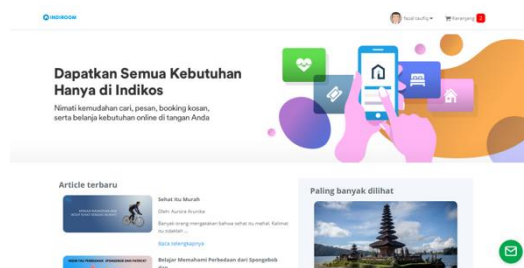 INDIROOM
faizal taufiq
Keranjang
Dapatkan Semua Kebutuhan
Hanya di Indikos
Nimati kemudahan cari, pesan, booking kosan,
serta belanja kebutuhan online di tangan Anda
Article terbaru
Sehat Itu Murah
Oleh: Aurora
Banyak orang mengatakan bahwa sehat itu mahal. Kalimat
itu
Baca selengkapnya
Belajar Memahami Perbedaan dari Spongebob
dan
Paling banyak dilihat